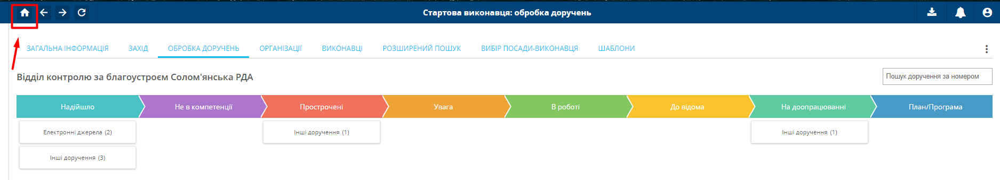 Стартова виконавця: обробка доручень
ЗАГАЛЬНА ІНФОРМАЦІЯ ЗАХІД ОБРОБКА ДОРУЧЕНЬ ОРГАНІЗАЦІЇ ВИКОНАВЦІ РОЗШИРЕНИЙ ПОШУК ВИБІР ПОСАДИ-ВИКОНАВЦЯ ШАБЛОНИ
Відділ контролю за благоустроєм Солом'янська РДА
Пошук доручення за номером
Надійшло Не в компетенції Прострочені Увага В роботі До відома На доопрацюванні План/Програма
Електронні джерела (2) Інші доручення (1) Інші доручення (1)
Інші доручення (3)